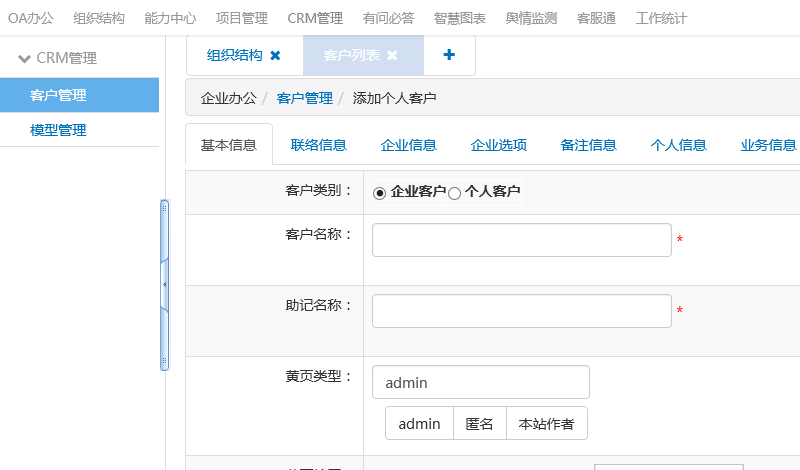 OA办公 组织结构 能力中心 项目管理 CRM管理 有问必答 智慧图表 舆情监测 客服通 工作统计
CRM管理
客户管理
模型管理
组织结构 × 客户列表 × +
企业办公 / 客户管理 / 添加个人客户
基本信息 联络信息 企业信息 企业选项 备注信息 个人信息 业务信息
客户类别： 企业客户 个人客户
客户名称： *
助记名称： *
黄页类型： admin
admin 匿名 本站作者